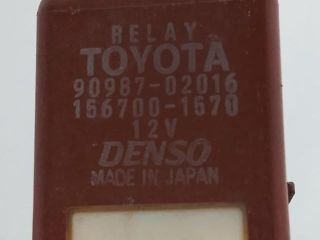 RELAY
TOYOTA
90987-02016
156700-1570
12V
DENSO
MADE IN JAPAN